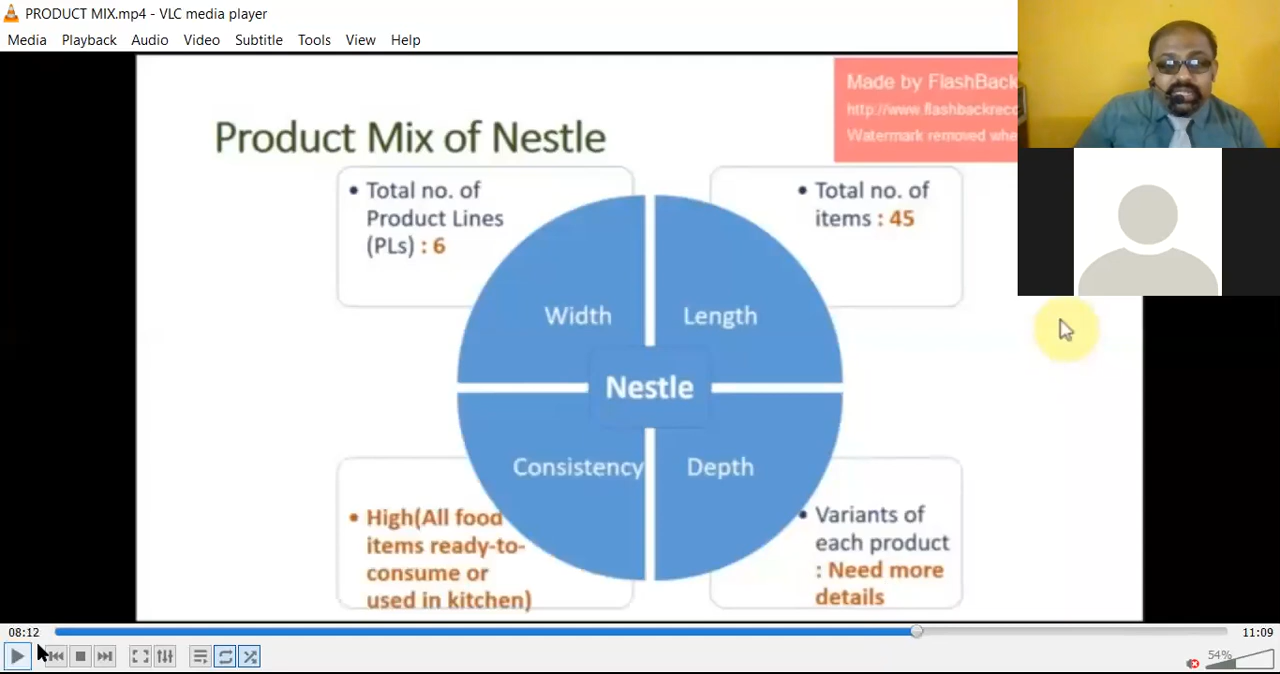 PRODUCT MIX.mp4 - VLC media player
Media Playback Audio Video Subtitle Tools View Help
Made by FlashBack
http://www.flashbackrec
Watermark removed whe
Product Mix of Nestle
• Total no. of
Product Lines
(PLs) : 6
• Total no. of
items : 45
Width
Length
Nestle
Consistency
Depth
• High(All food
items ready-to-
consume or
used in kitchen)
• Variants of
each product
: Need more
details
08:12
11:09
54%